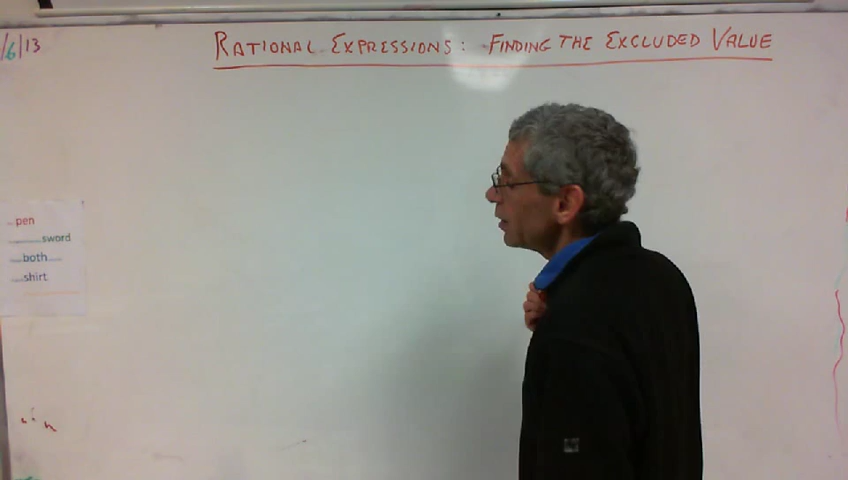 /6/13
RATIONAL EXPRESSIONS: FINDING THE EXCLUDED VALUE
...pen
........sword
....both....
....shirt